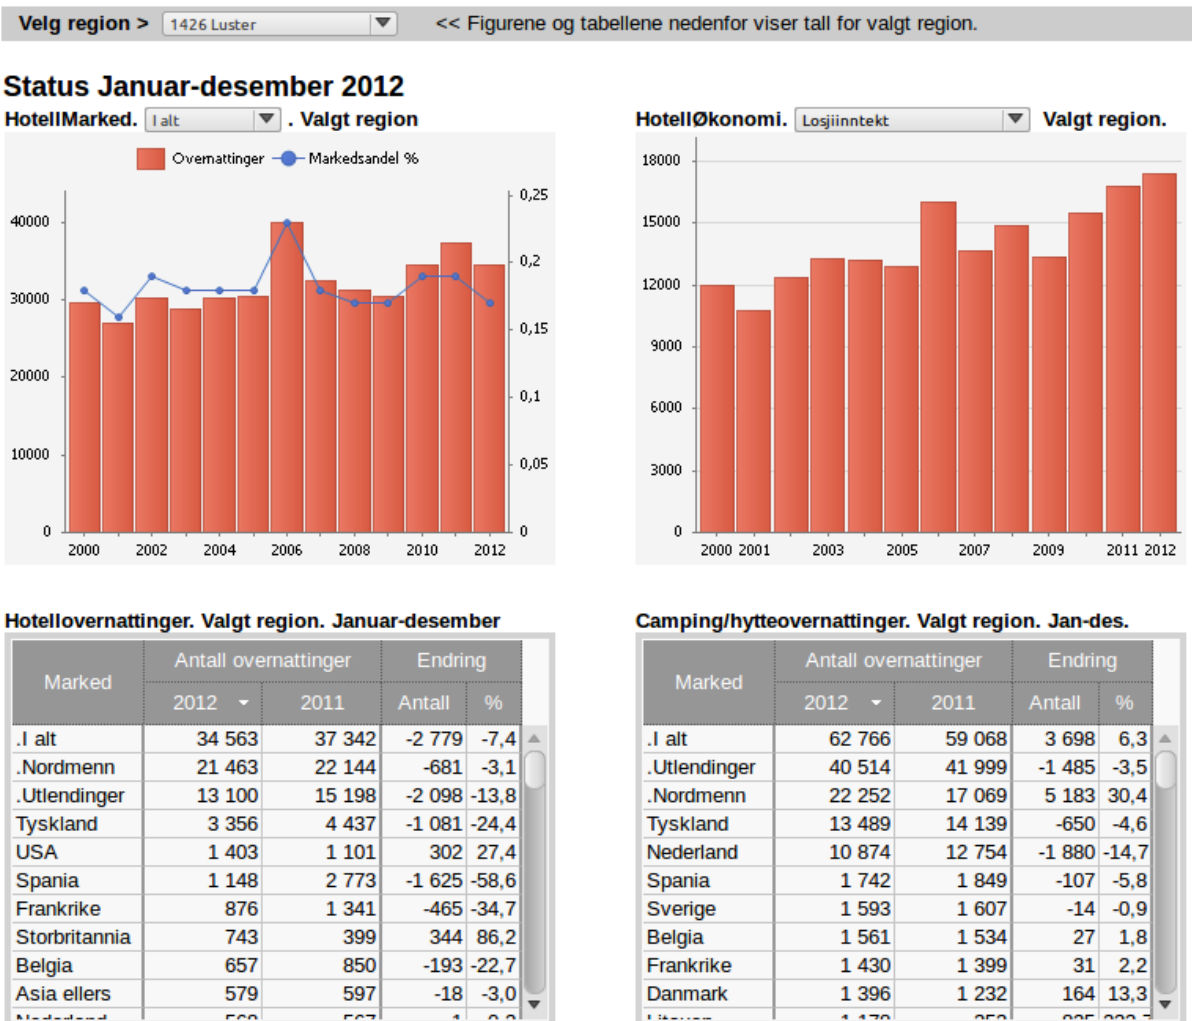 Velg region > 1426 Luster << Figurene og tabellene nedenfor viser tall for valgt region.
Status Januar-desember 2012
HotellMarked. I alt . Valgt region
Overnattinger Markedsandel %
40000
30000
20000
10000
0
0,25
0,2
0,15
0,1
0,05
0
2000 2002 2004 2006 2008 2010 2012
HotellØkonomi. Losjiinntekt Valgt region.
18000
15000
12000
9000
6000
3000
0
2000 2001 2003 2005 2007 2009 2011 2012
Hotellovernattinger. Valgt region. Januar-desember
Marked Antall overnattinger Endring
2012 2011 Antall %
.I alt 34 563 37 342 -2 779 -7,4
.Nordmenn 21 463 22 144 -681 -3,1
.Utlendinger 13 100 15 198 -2 098 -13,8
Tyskland 3 356 4 437 -1 081 -24,4
USA 1 403 1 101 302 27,4
Spania 1 148 2 773 -1 625 -58,6
Frankrike 876 1 341 -465 -34,7
Storbritannia 743 399 344 86,2
Belgia 657 850 -193 -22,7
Asia ellers 579 597 -18 -3,0
Camping/hytteovernattinger. Valgt region. Jan-des.
Marked Antall overnattinger Endring
2012 2011 Antall %
.I alt 62 766 59 068 3 698 6,3
.Utlendinger 40 514 41 999 -1 485 -3,5
.Nordmenn 22 252 17 069 5 183 30,4
Tyskland 13 489 14 139 -650 -4,6
Nederland 10 874 12 754 -1 880 -14,7
Spania 1 742 1 849 -107 -5,8
Sverige 1 593 1 607 -14 -0,9
Belgia 1 561 1 534 27 1,8
Frankrike 1 430 1 399 31 2,2
Danmark 1 396 1 232 164 13,3